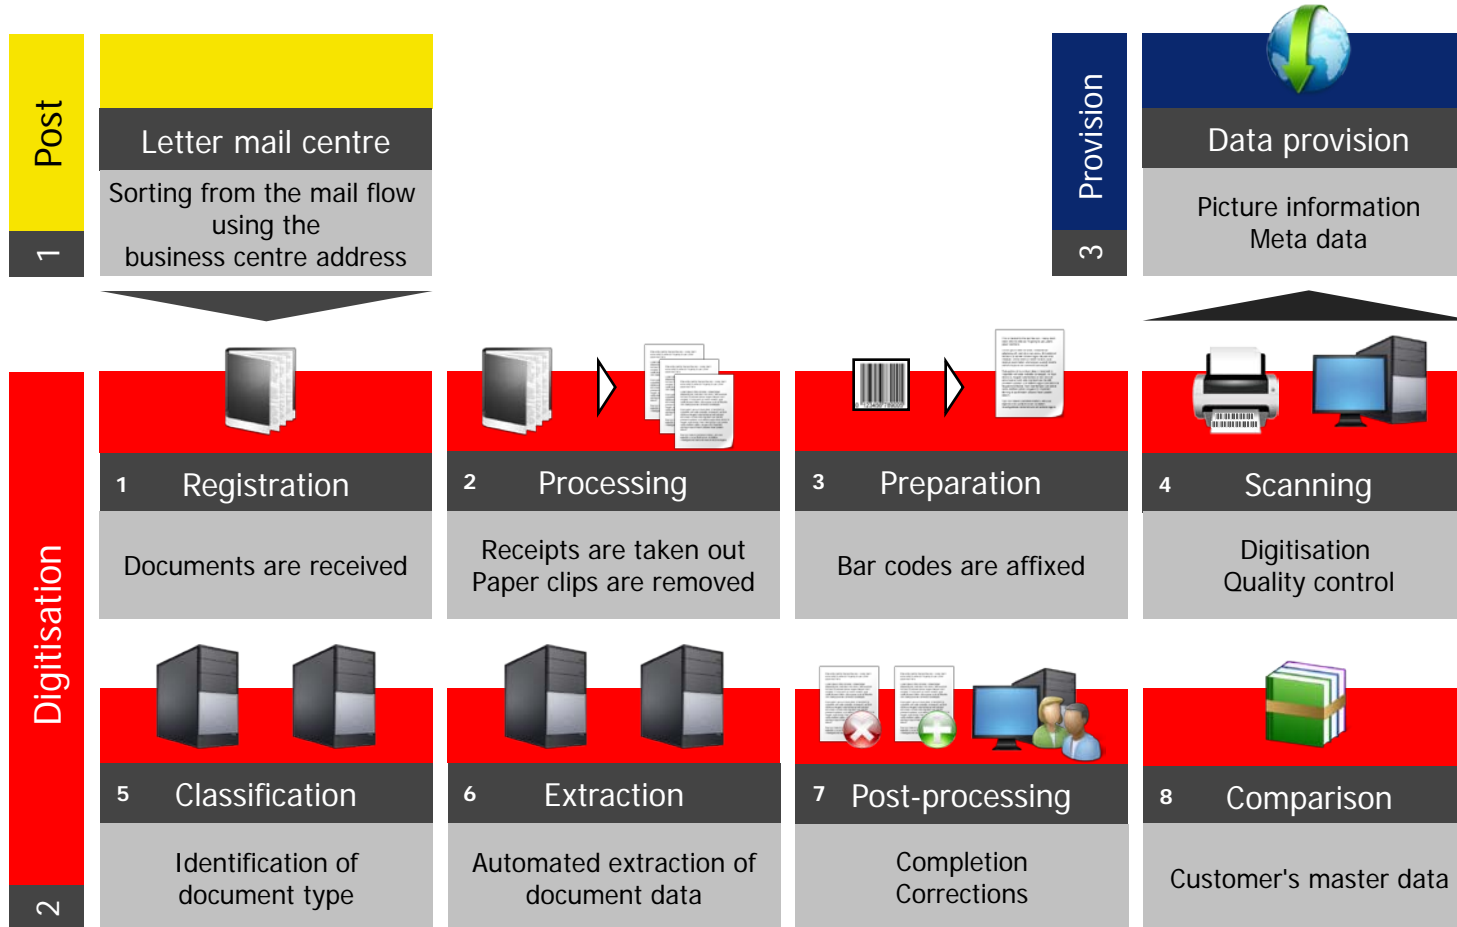 Post
1
Letter mail centre
Sorting from the mail flow
using the
business centre address
Provision
3
Data provision
Picture information
Meta data
Digitisation
2
1 Registration
Documents are received
2 Processing
Receipts are taken out
Paper clips are removed
3 Preparation
Bar codes are affixed
4 Scanning
Digitisation
Quality control
5 Classification
Identification of
document type
6 Extraction
Automated extraction of
document data
7 Post-processing
Completion
Corrections
8 Comparison
Customer's master data